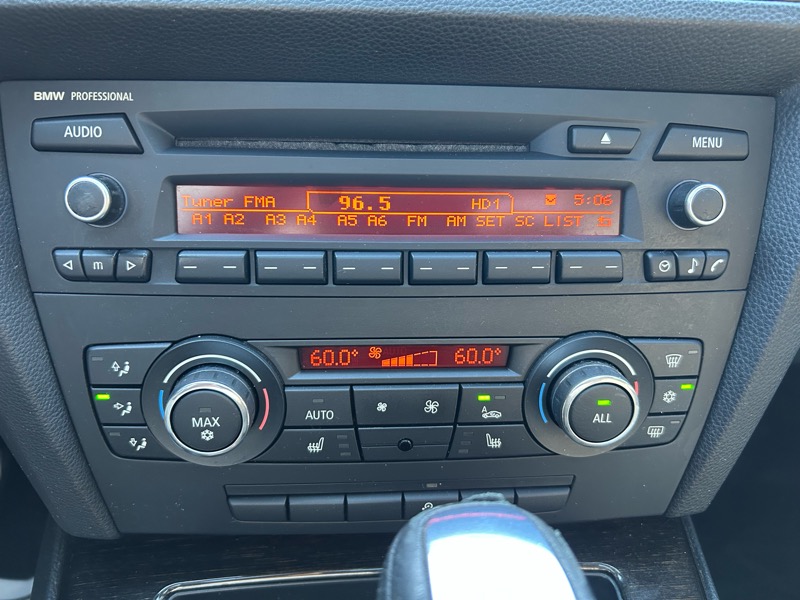 BMW PROFESSIONAL
AUDIO
MENU
Tuner FMA 96.5 HD1 5:06
A1 A2 A3 A4 A5 A6 FM AM SET SC LIST
m
60.0° 60.0°
MAX
AUTO
A
ALL